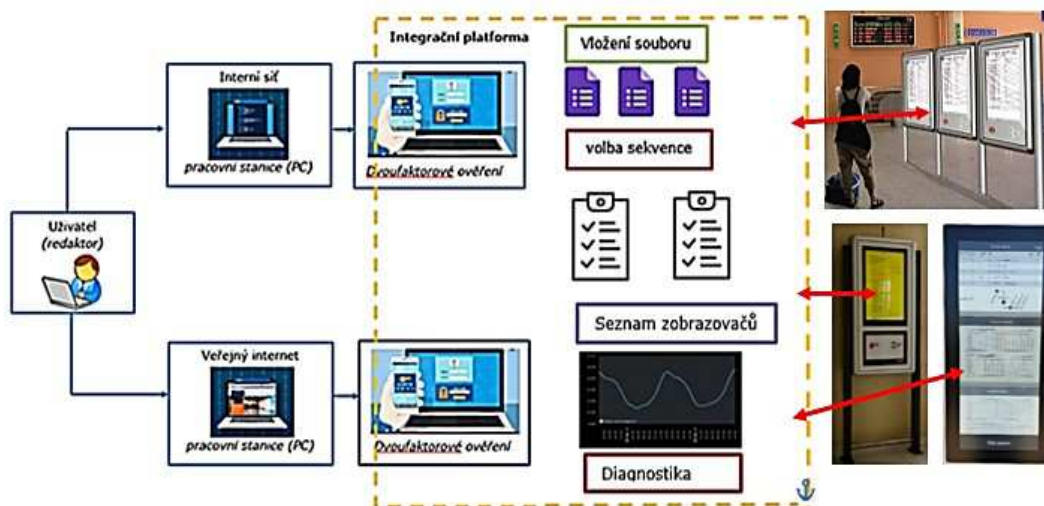 Integrační platforma
Vložení souboru
Interní síť
pracovní stanice (PC)
Dvoufaktorové ověření
volba sekvence
Uživatel
(redaktor)
Seznam zobrazovačů
Veřejný internet
pracovní stanice (PC)
Dvoufaktorové ověření
Diagnostika